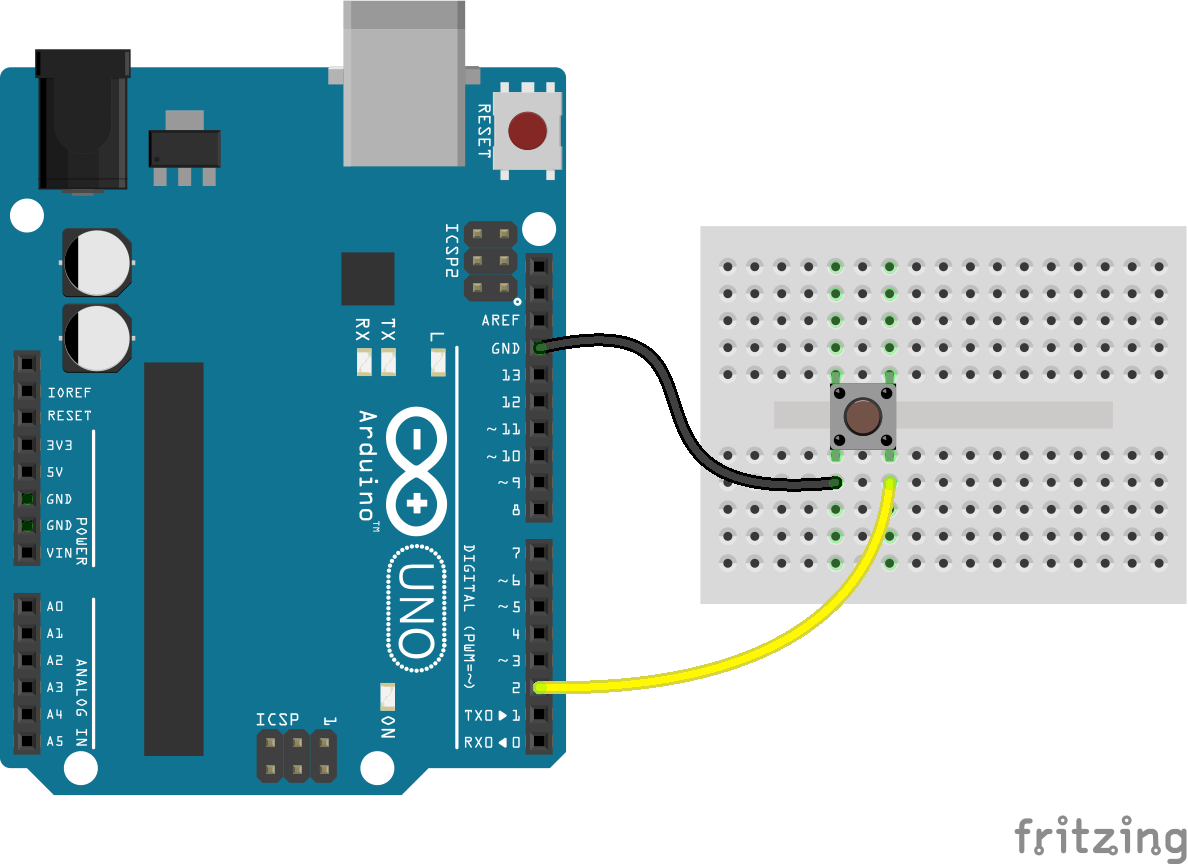 RESET
ICSP2
AREF
GND
RX
TX
L
13
IOREF
12
RESET
~11
3V3
~10
5V
~9
GND
8
GND
VIN
POWER
Arduino™
7
~6
~5
4
~3
2
TX0▶1
RX0◀0
DIGITAL (PWM=~)
UNO
A0
A1
A2
A3
A4
A5
ANALOG IN
ICSP
1
ON
fritzing